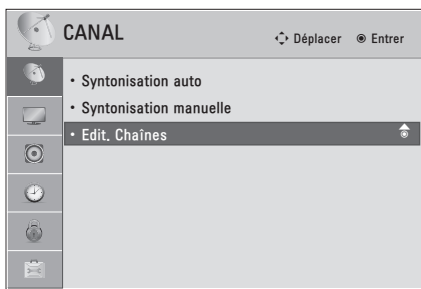 CANAL
Déplacer Entrer
• Syntonisation auto
• Syntonisation manuelle
• Edit. Chaînes